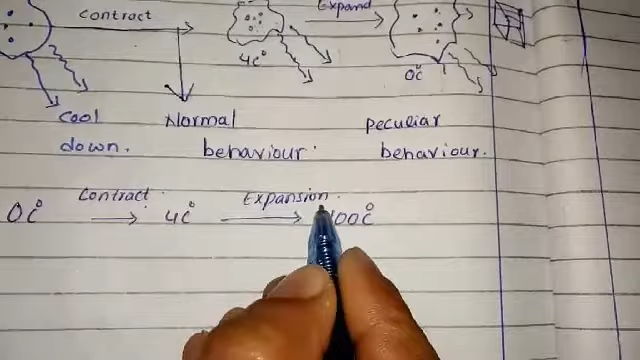 Contract
Expand
4c°
0c°
Cool
down.
Normal
behaviour.
peculiar
behaviour.
Contract
Expansion.
0c° 4c° 100c°